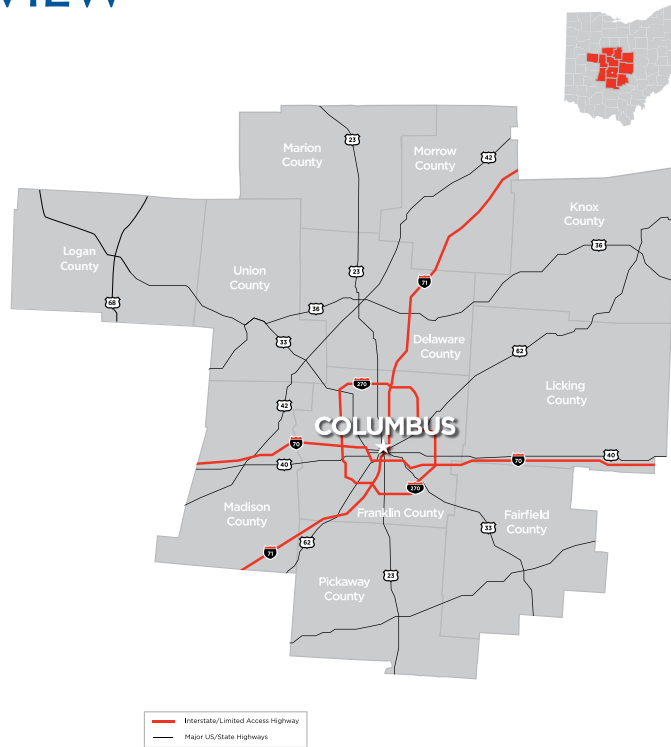 VIEW
Marion
County
23
Morrow
County
42
Knox
County
36
Logan
County
68
Union
County
23
71
36
33
Delaware
County
62
Licking
County
270
42
COLUMBUS
70
40
70
40
270
Madison
County
Franklin County
Fairfield
County
33
62
71
Pickaway
County
23
Interstate/Limited Access Highway
Major US/State Highways